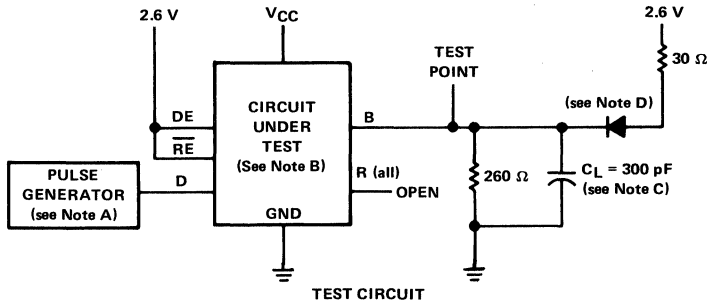 2.6 V
VCC
TEST
POINT
2.6 V
30 Ω
(see Note D)
DE
RE
CIRCUIT
UNDER
TEST
(See Note B)
B
PULSE
GENERATOR
(see Note A)
D
R (all)
OPEN
260 Ω
CL = 300 pF
(see Note C)
GND
TEST CIRCUIT